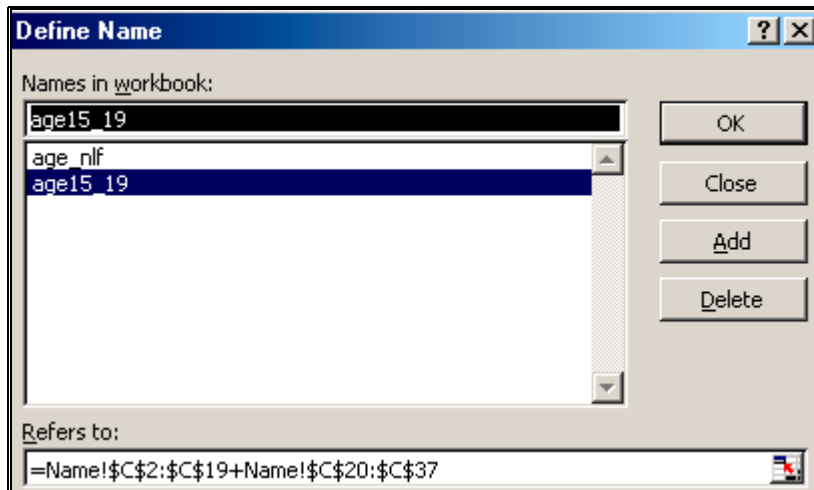 Define Name
Names in workbook:
age15_19
OK
age_nlf
age15_19
Close
Add
Delete
Refers to:
=Name!$C$2:$C$19+Name!$C$20:$C$37